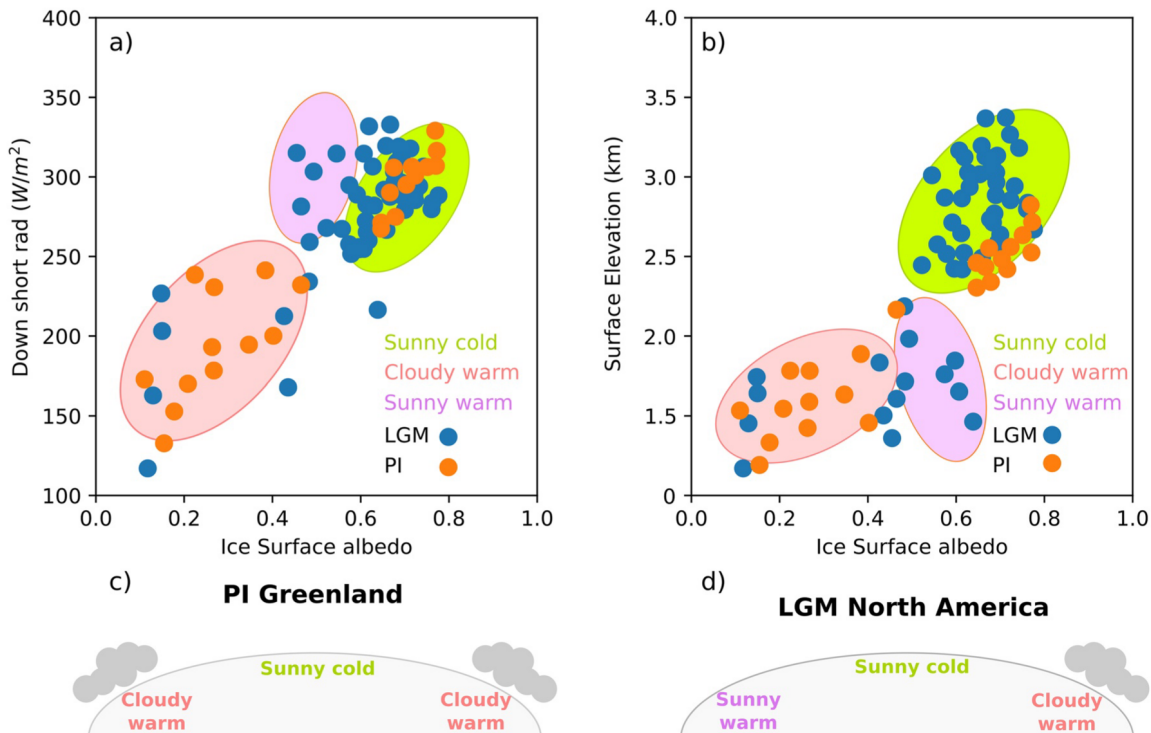 a)
400
350
300
250
200
150
100
Down short rad (W/m²)
0.0 0.2 0.4 0.6 0.8 1.0
Ice Surface albedo
Sunny cold
Cloudy warm
Sunny warm
LGM
PI
b)
4.0
3.5
3.0
2.5
2.0
1.5
0
Surface Elevation (km)
0.0 0.2 0.4 0.6 0.8 1.0
Ice Surface albedo
Sunny cold
Cloudy warm
Sunny warm
LGM
PI
c)
PI Greenland
Sunny cold
Cloudy
warm
Cloudy
warm
d)
LGM North America
Sunny cold
Sunny
warm
Cloudy
warm